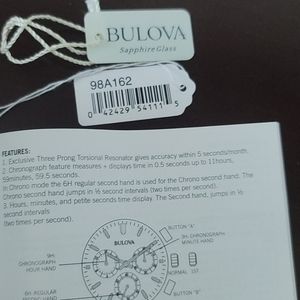 BULOVA
Sapphire Glass
98A162
0 42429 54111 5
FEATURES:
1. Exclusive Three Prong Torsional Resonator gives accuracy within 5 seconds/month.
2. Chronograph feature measures + displays time in 0.5 seconds up to 11hours,
59minutes, 59.5 seconds.
In Chrono mode the 6H regular second hand is used for the Chrono second hand. The
Chrono second hand jumps in ½ second intervals (two times per second).
3. Hours, minutes, and petite seconds time display. The Second hand, jumps in ½
second intervals
(two times per second).
BUTTON "A"
9H.
CHRONOGRAPH
HOUR HAND
BULOVA
3H. CHRONOGRAPH
MINUTE HAND
NORMAL 1ST
6H. REGULAR
SECOND HAND
BUTTON "B"